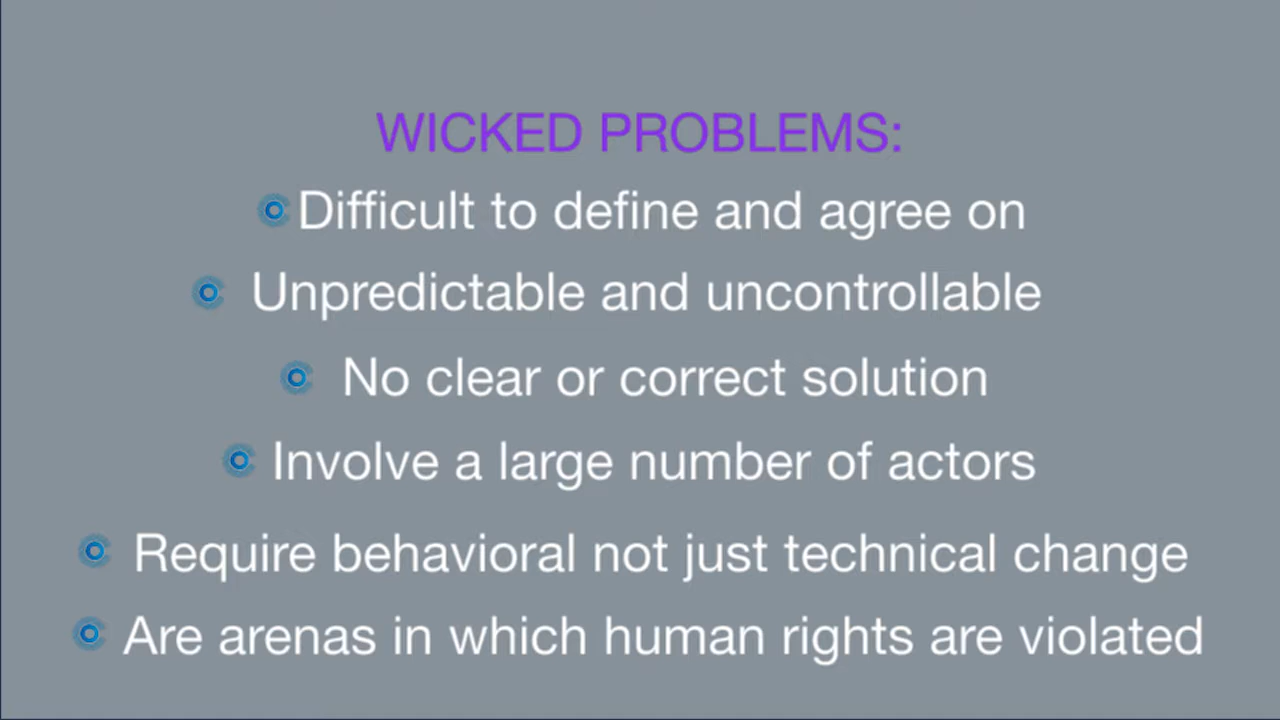 WICKED PROBLEMS:
Difficult to define and agree on
Unpredictable and uncontrollable
No clear or correct solution
Involve a large number of actors
Require behavioral not just technical change
Are arenas in which human rights are violated